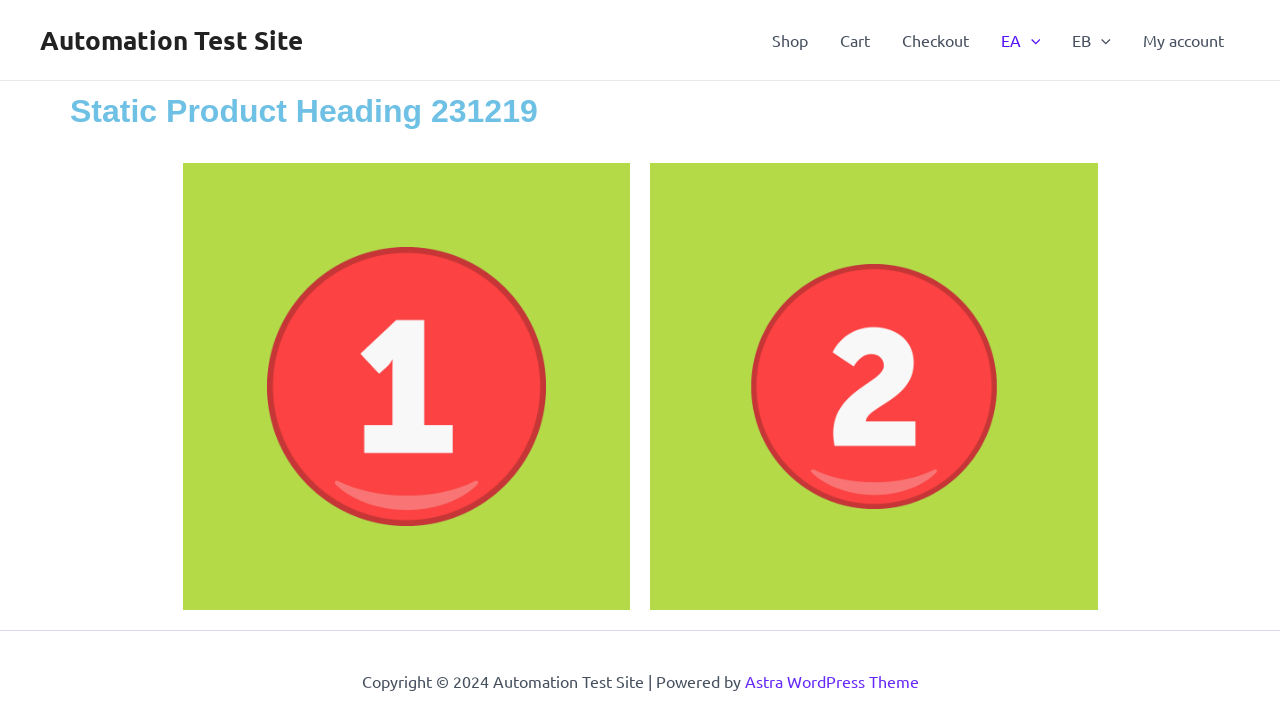 Automation Test Site
Shop Cart Checkout EA EB My account
Static Product Heading 231219
1 2
Copyright © 2024 Automation Test Site | Powered by Astra WordPress Theme